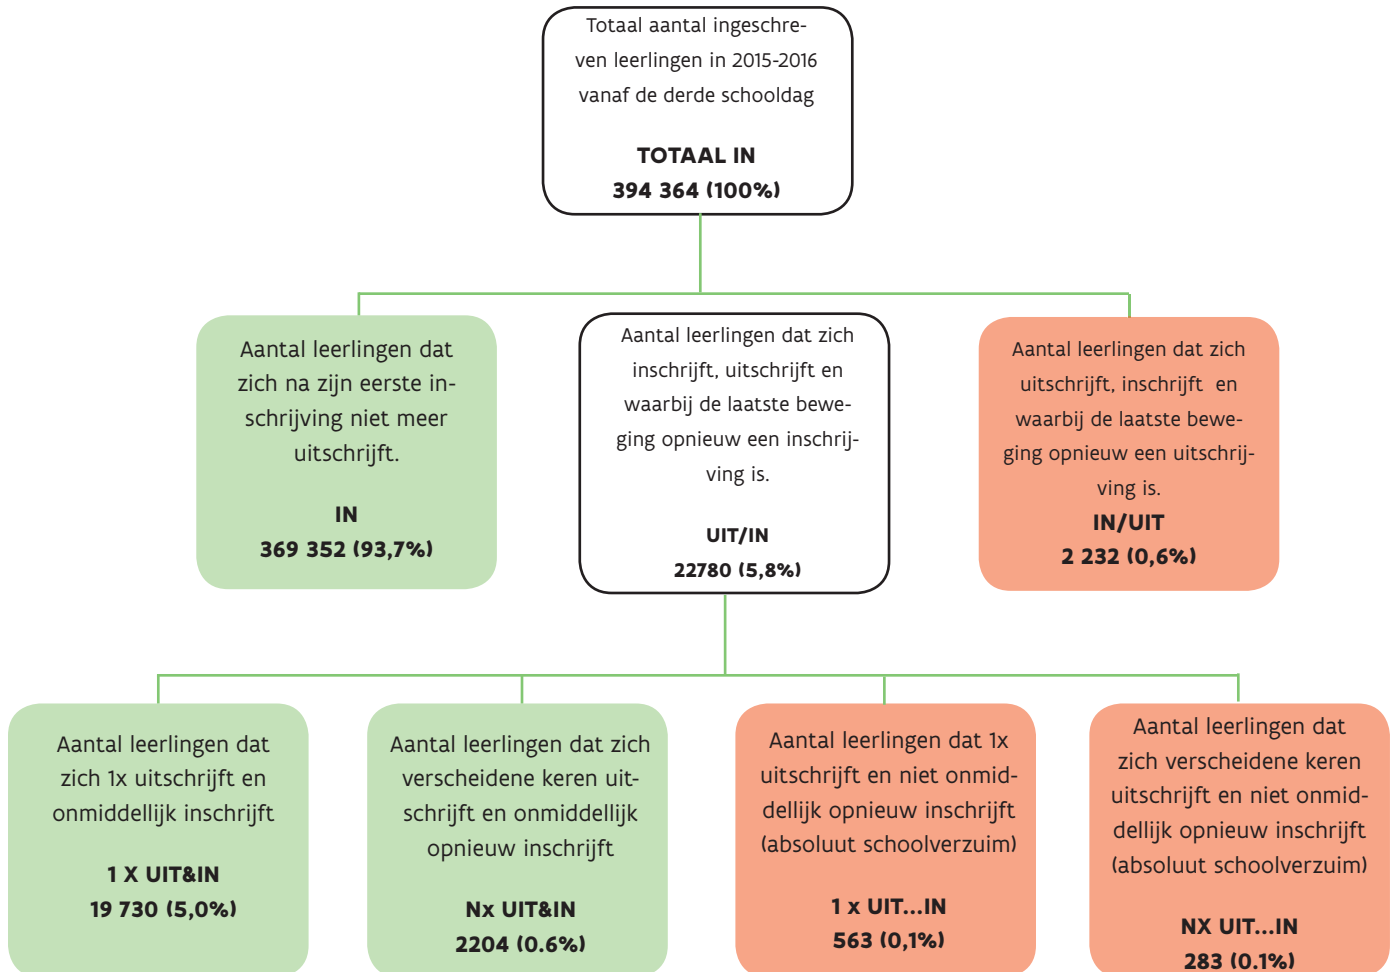 Totaal aantal ingeschre-
ven leerlingen in 2015-2016
vanaf de derde schooldag
TOTAAL IN
394 364 (100%)
Aantal leerlingen dat
zich na zijn eerste in-
schrijving niet meer
uitschrijft.
IN
369 352 (93,7%)
Aantal leerlingen dat zich
inschrijft, uitschrijft en
waarbij de laatste bewe-
ging opnieuw een inschrij-
ving is.
UIT/IN
22780 (5,8%)
Aantal leerlingen dat zich
uitschrijft, inschrijft en
waarbij de laatste bewe-
ging opnieuw een uitschrij-
ving is.
IN/UIT
2 232 (0,6%)
Aantal leerlingen dat
zich 1x uitschrijft en
onmiddellijk inschrijft
1 X UIT&IN
19 730 (5,0%)
Aantal leerlingen dat zich
verscheidene keren uit-
schrijft en onmiddellijk
opnieuw inschrijft
Nx UIT&IN
2204 (0.6%)
Aantal leerlingen dat 1x
uitschrijft en niet onmid-
dellijk opnieuw inschrijft
(absoluut schoolverzuim)
1 x UIT...IN
563 (0,1%)
Aantal leerlingen dat
zich verscheidene keren
uitschrijft en niet onmid-
dellijk opnieuw inschrijft
(absoluut schoolverzuim)
NX UIT...IN
283 (0.1%)